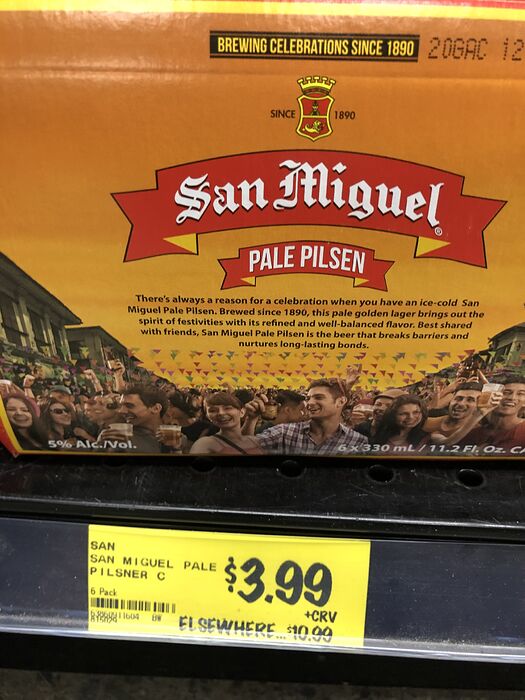 BREWING CELEBRATIONS SINCE 1890
20GAC 12
SINCE 1890
San Miguel®
PALE PILSEN
There's always a reason for a celebration when you have an ice-cold San
Miguel Pale Pilsen. Brewed since 1890, this pale golden lager brings out the
spirit of festivities with its refined and well-balanced flavor. Best shared
with friends, San Miguel Pale Pilsen is the beer that breaks barriers and
nurtures long-lasting bonds.
5% Alc./Vol.
6 x 330 mL / 11.2 Fl. Oz. C
SAN
SAN MIGUEL PALE
PILSNER C
$3.99
6 Pack
+CRV
BW
ELSEWHERE... $10.99